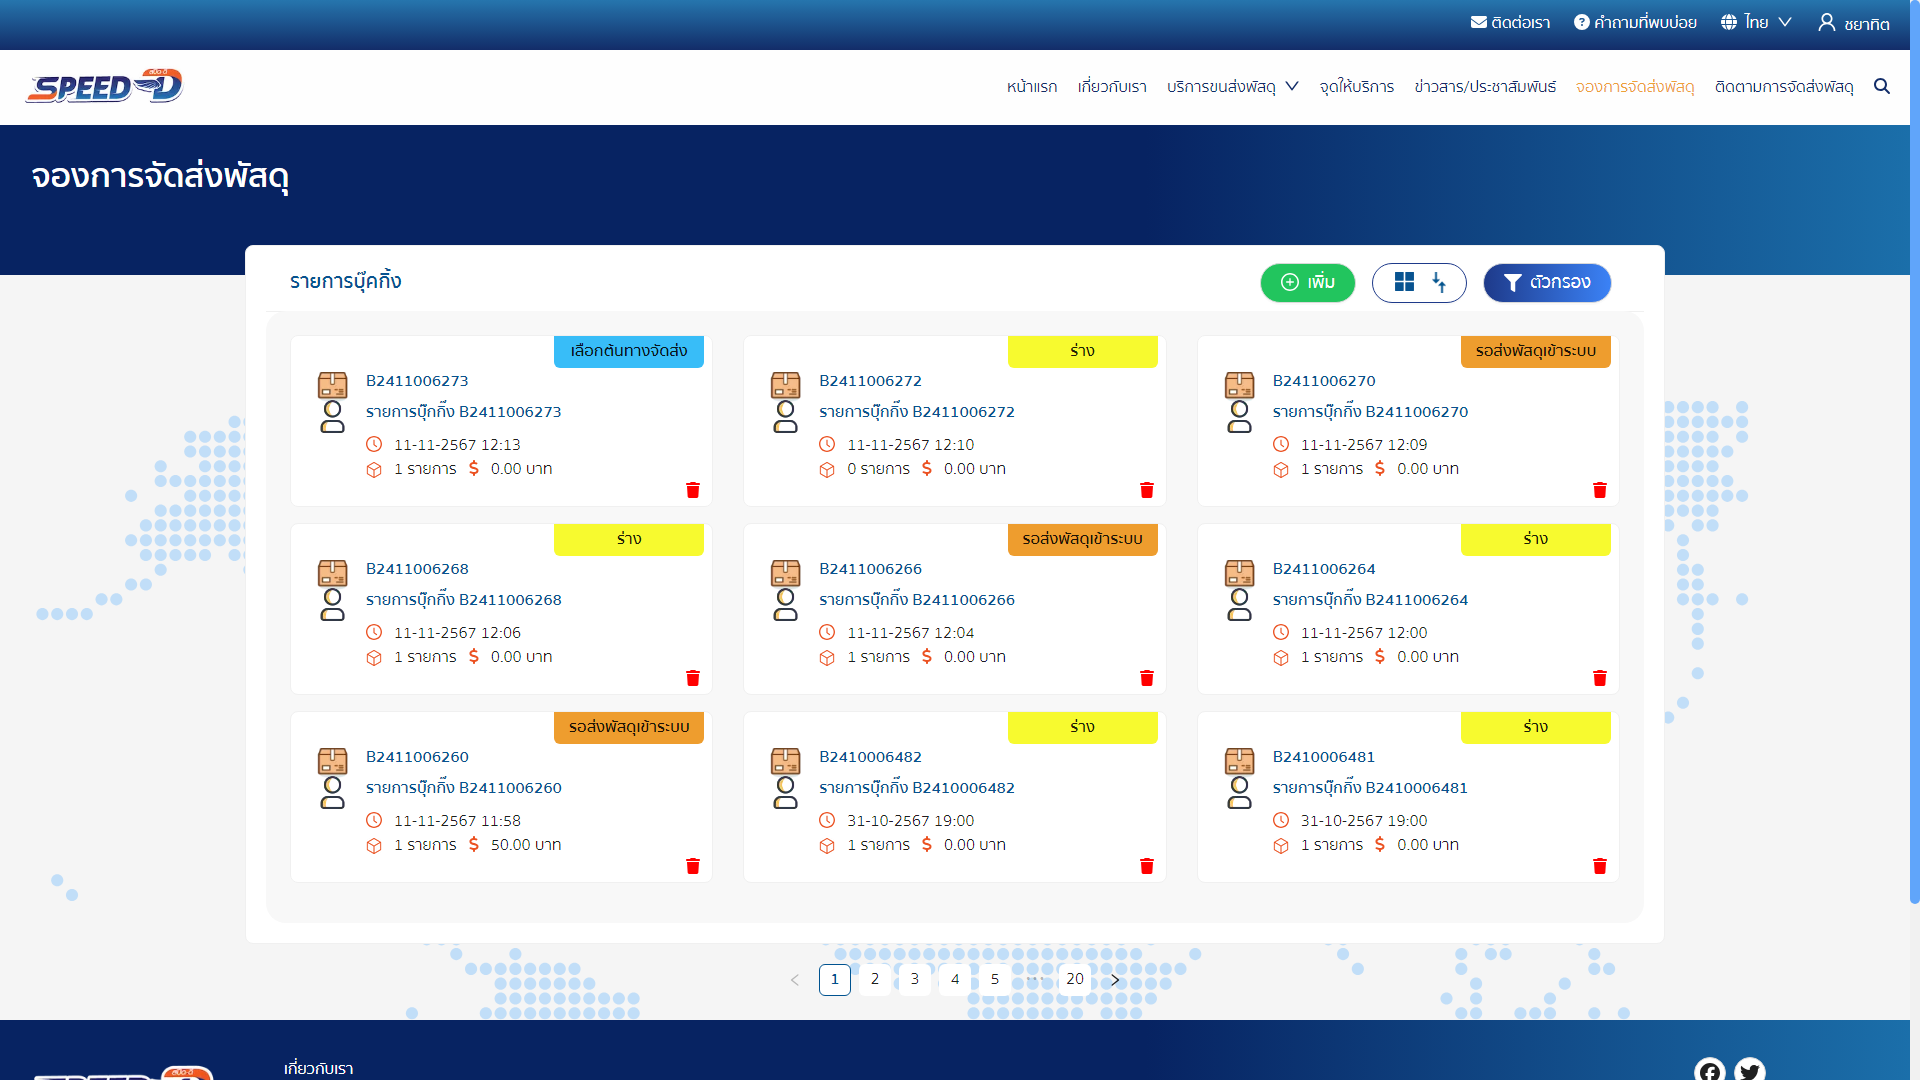 ติดต่อเรา คำถามที่พบบ่อย ไทย ชยาทิต
สปีด-ดี
SPEED-D
หน้าแรก เกี่ยวกับเรา บริการขนส่งพัสดุ จุดให้บริการ ข่าวสาร/ประชาสัมพันธ์ จองการจัดส่งพัสดุ ติดตามการจัดส่งพัสดุ
จองการจัดส่งพัสดุ
รายการบุ๊คกิ้ง เพิ่ม ตัวกรอง
เลือกต้นทางจัดส่ง
B2411006273
รายการบุ๊กกิ้ง B2411006273
11-11-2567 12:13
1 รายการ $ 0.00 บาท
ร่าง
B2411006272
รายการบุ๊กกิ้ง B2411006272
11-11-2567 12:10
0 รายการ $ 0.00 บาท
รอส่งพัสดุเข้าระบบ
B2411006270
รายการบุ๊กกิ้ง B2411006270
11-11-2567 12:09
1 รายการ $ 0.00 บาท
ร่าง
B2411006268
รายการบุ๊กกิ้ง B2411006268
11-11-2567 12:06
1 รายการ $ 0.00 บาท
รอส่งพัสดุเข้าระบบ
B2411006266
รายการบุ๊กกิ้ง B2411006266
11-11-2567 12:04
1 รายการ $ 0.00 บาท
ร่าง
B2411006264
รายการบุ๊กกิ้ง B2411006264
11-11-2567 12:00
1 รายการ $ 0.00 บาท
รอส่งพัสดุเข้าระบบ
B2411006260
รายการบุ๊กกิ้ง B2411006260
11-11-2567 11:58
1 รายการ $ 50.00 บาท
ร่าง
B2410006482
รายการบุ๊กกิ้ง B2410006482
31-10-2567 19:00
1 รายการ $ 0.00 บาท
ร่าง
B2410006481
รายการบุ๊กกิ้ง B2410006481
31-10-2567 19:00
1 รายการ $ 0.00 บาท
< 1 2 3 4 5 ••• 20 >
เกี่ยวกับเรา
สปีด-ดี
SPEED-D